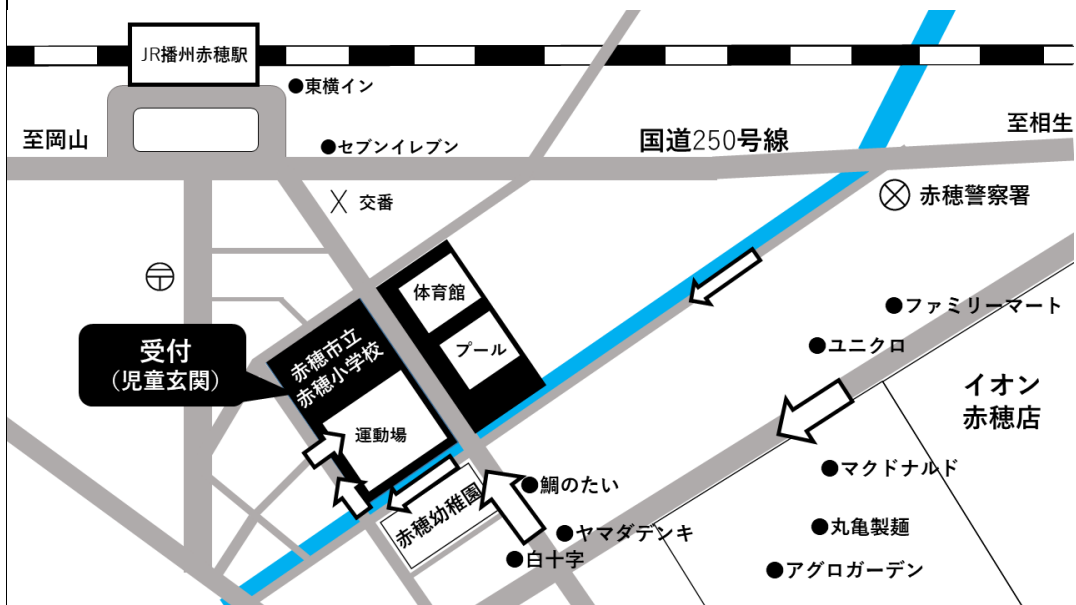 JR播州赤穂駅
●東横イン
至岡山
●セブンイレブン
国道250号線
至相生
交番
赤穂警察署
〒
体育館
プール
●ファミリーマート
●ユニクロ
受付
（児童玄関）
赤穂市立
赤穂小学校
運動場
イオン
赤穂店
●マクドナルド
●鯛のたい
赤穂幼稚園
●ヤマダデンキ
●丸亀製麺
●白十字
●アグロガーデン